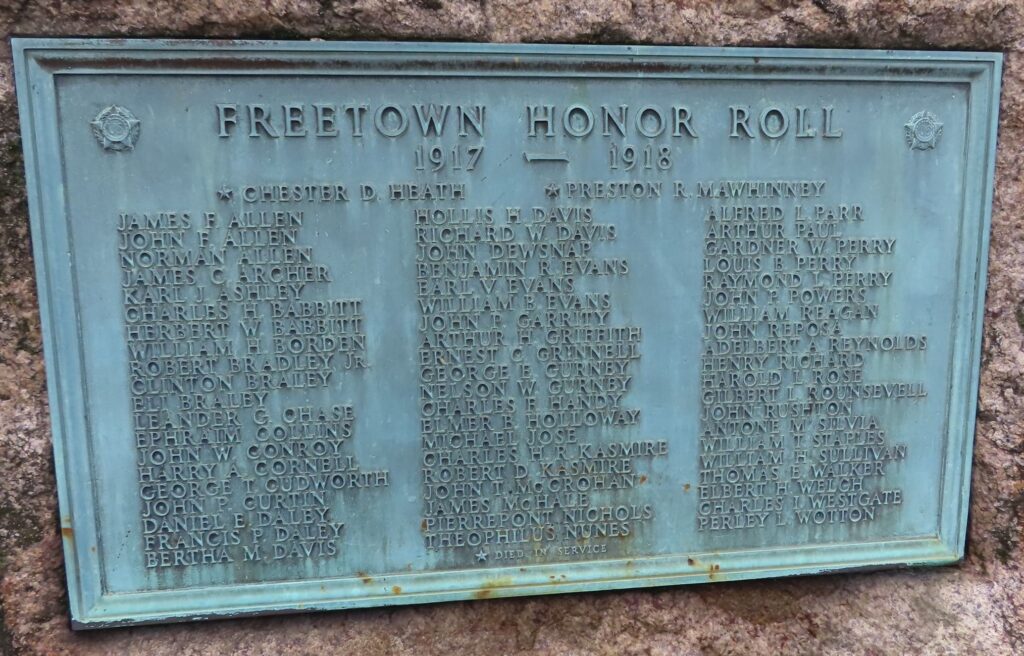 FREETOWN HONOR ROLL
1917 — 1918
★ CHESTER D. HEATH ★ PRESTON R. MAWHINNEY
JAMES F. ALLEN
JOHN F. ALLEN
NORMAN ALLEN
JAMES C. ARCHER
KARL J. ASHLEY
CHARLES H. BABBITT
HERBERT W. BABBITT
WILLIAM H. BORDEN
ROBERT BRADLEY JR.
CLINTON BRALEY
ELI BRALEY
LEANDER G. CHASE
EPHRAIM COLLINS
JOHN W. CONROY
HARRY A. CORNELL
GEORGE T. CUDWORTH
JOHN P. CURTIN
DANIEL E. DALEY
FRANCIS P. DALEY
BERTHA M. DAVIS
HOLLIS H. DAVIS
RICHARD W. DAVIS
JOHN DEWSNAP
BENJAMIN R. EVANS
EARL V. EVANS
WILLIAM P. EVANS
JOHN P. GARRITY
ARTHUR H. GRIFFITH
ERNEST C. GRINNELL
GEORGE E. GURNEY
NELSON W. GURNEY
CHARLES F. HANDY
ELMER B. HOLLOWAY
MICHAEL JOSE
CHARLES H. R. KASMIRE
ROBERT D. KASMIRE
JOHN T. McCROHAN
JAMES McHALE
PIERREPONT NICHOLS
THEOPHILUS NUNES
★ DIED IN SERVICE
ALFRED L. PARR
ARTHUR PAUL
GARDNER W. PERRY
LOUIS B. PERRY
RAYMOND L. PERRY
JOHN P. POWERS
WILLIAM REAGAN
JOHN REPOSA
ADELBERT A. REYNOLDS
HENRY RICHARD
HAROLD L. ROSE
GILBERT L. ROUNSEVELL
JOHN RUSHTON
ANTONE W. SILVIA
WILLIAM Y. STAPLES
WILLIAM H. SULLIVAN
THOMAS E. WALKER
ELBERT H. WELCH
CHARLES I. WESTGATE
PERLEY L. WOTTON